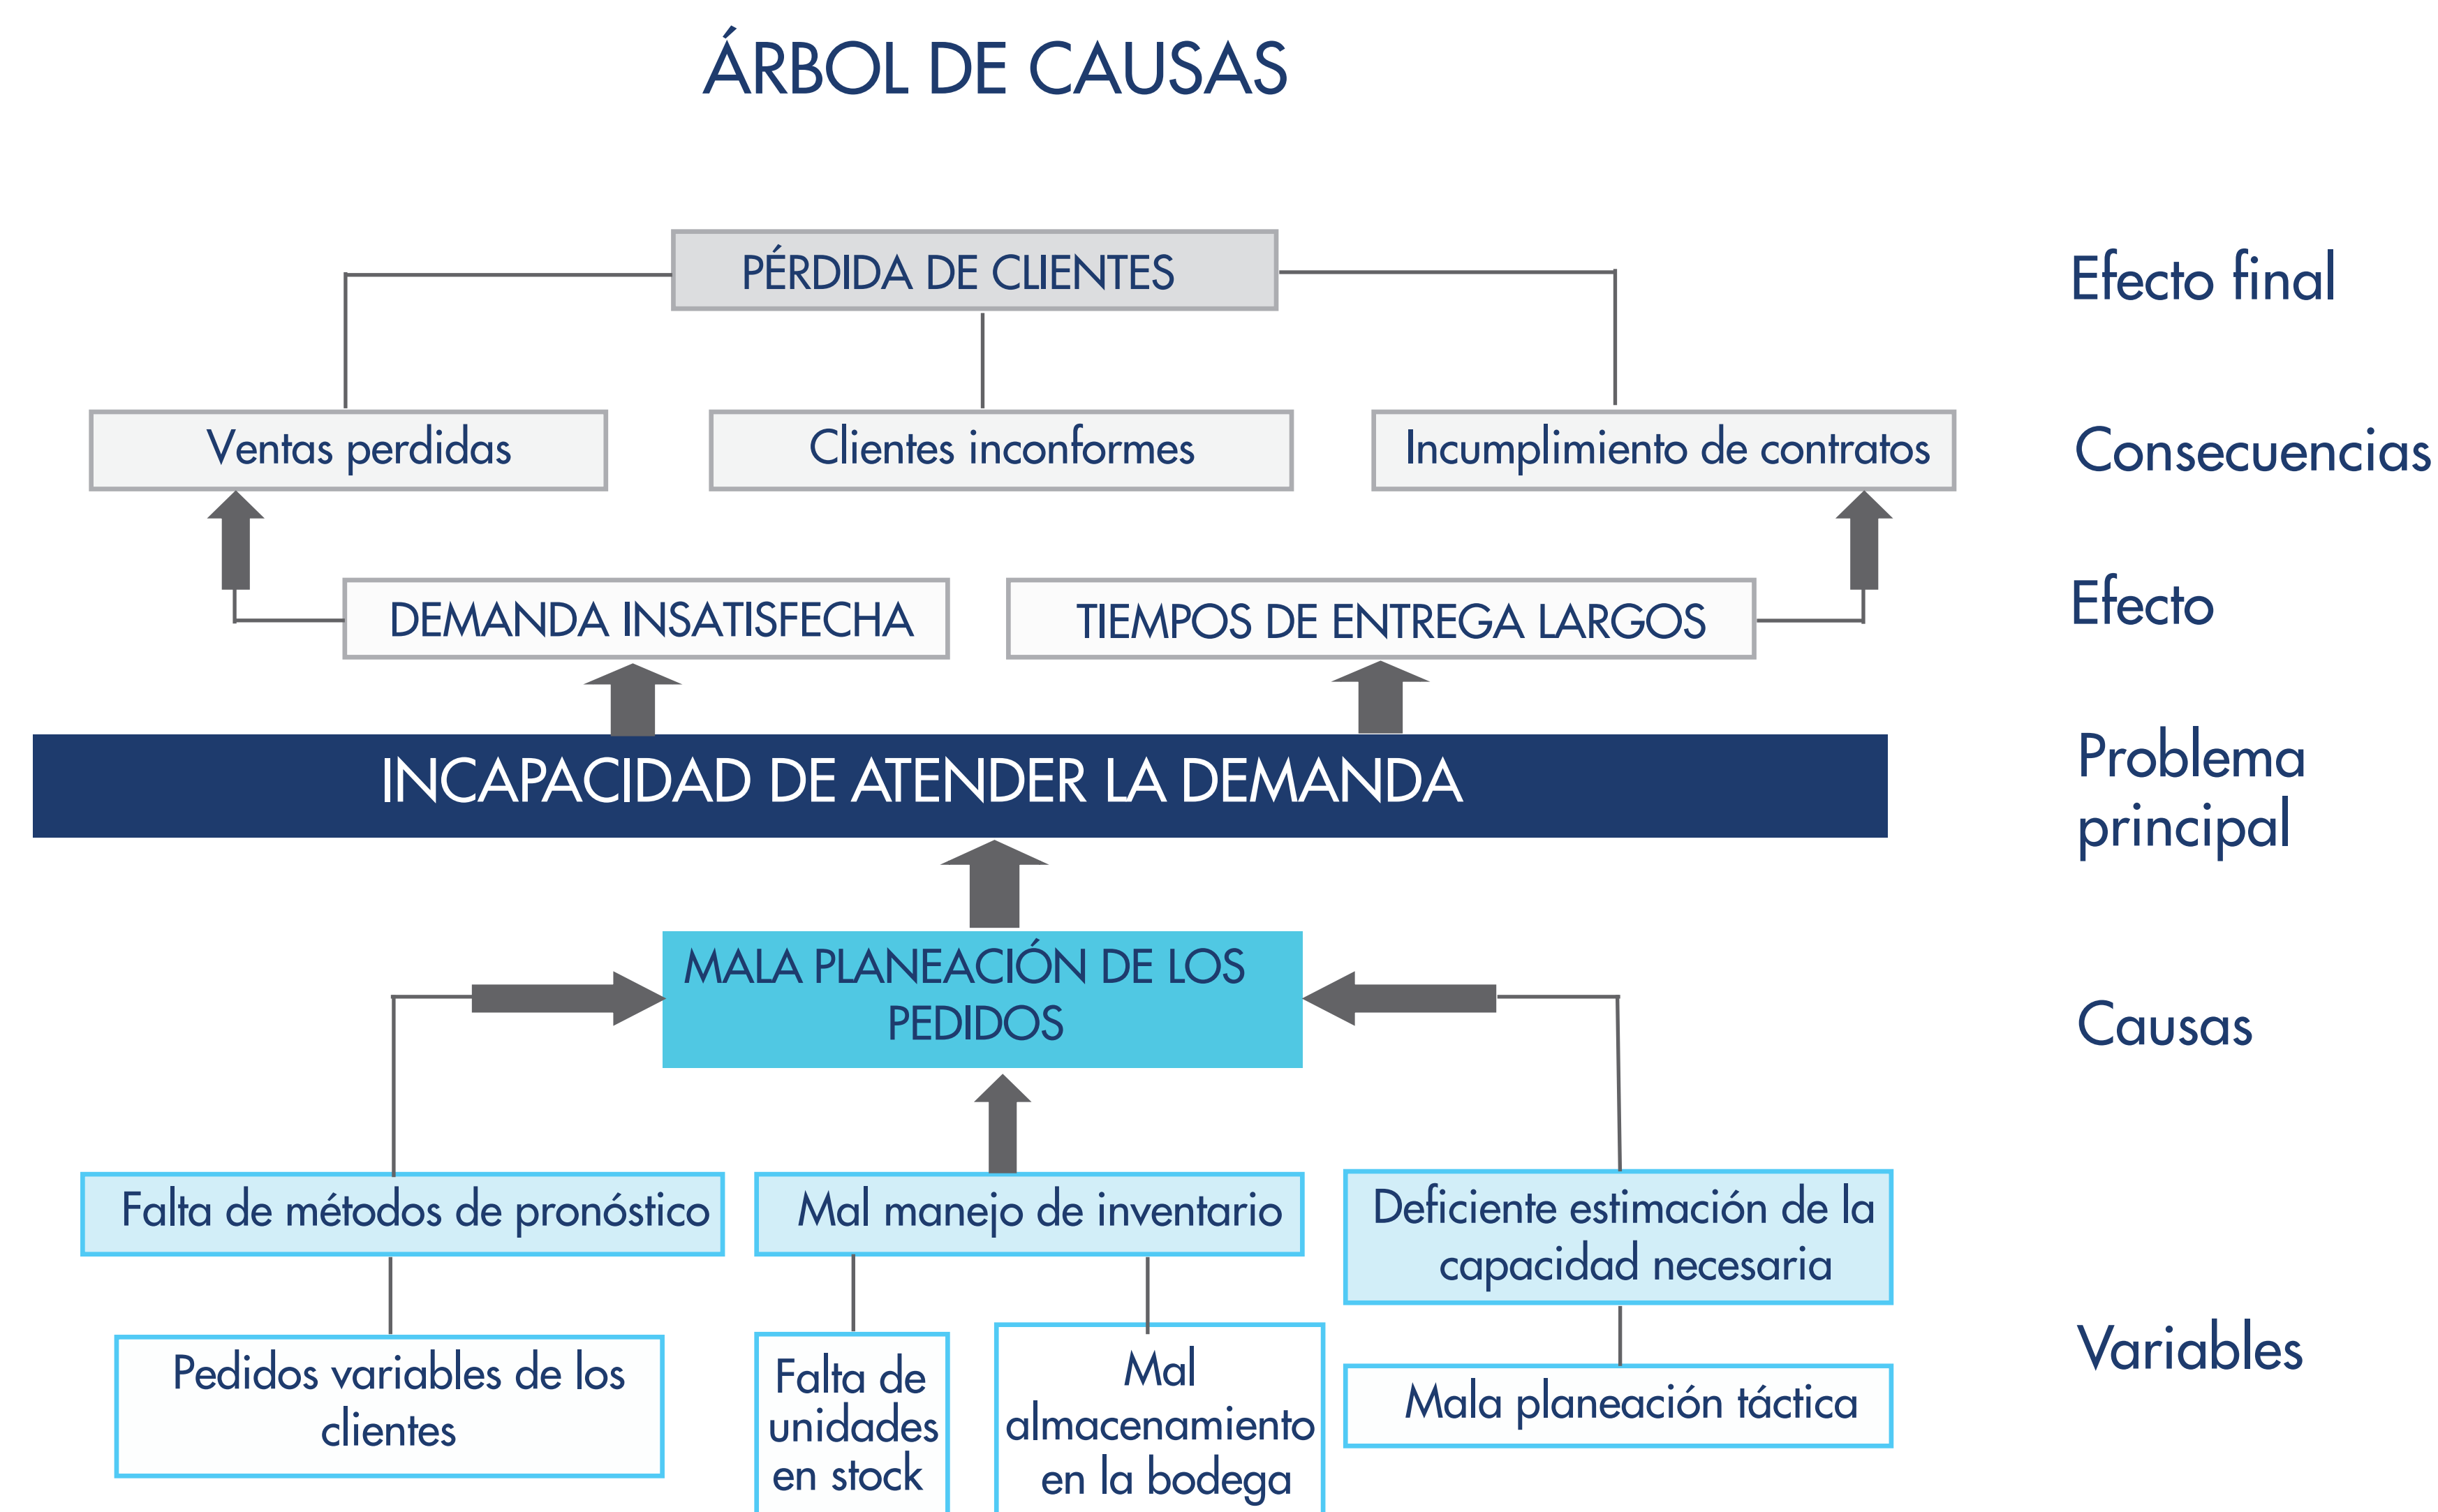 ÁRBOL DE CAUSAS
PÉRDIDA DE CLIENTES
Efecto final
Ventas perdidas
Clientes inconformes
Incumplimiento de contratos
Consecuencias
DEMANDA INSATISFECHA
TIEMPOS DE ENTREGA LARGOS
Efecto
INCAPACIDAD DE ATENDER LA DEMANDA
Problema
principal
MALA PLANEACIÓN DE LOS
PEDIDOS
Causas
Falta de métodos de pronóstico
Mal manejo de inventario
Deficiente estimación de la
capacidad necesaria
Pedidos variables de los
clientes
Falta de
unidades
en stock
Mal
almacenamiento
en la bodega
Mala planeación táctica
Variables